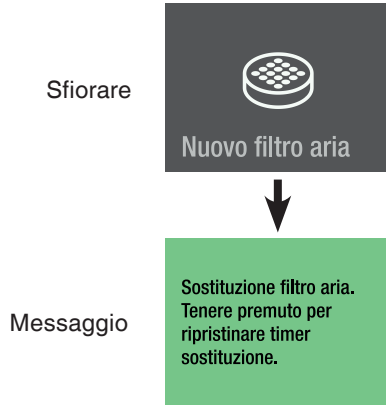 Sfiorare
Nuovo filtro aria
Messaggio
Sostituzione filtro aria.
Tenere premuto per
ripristinare timer
sostituzione.